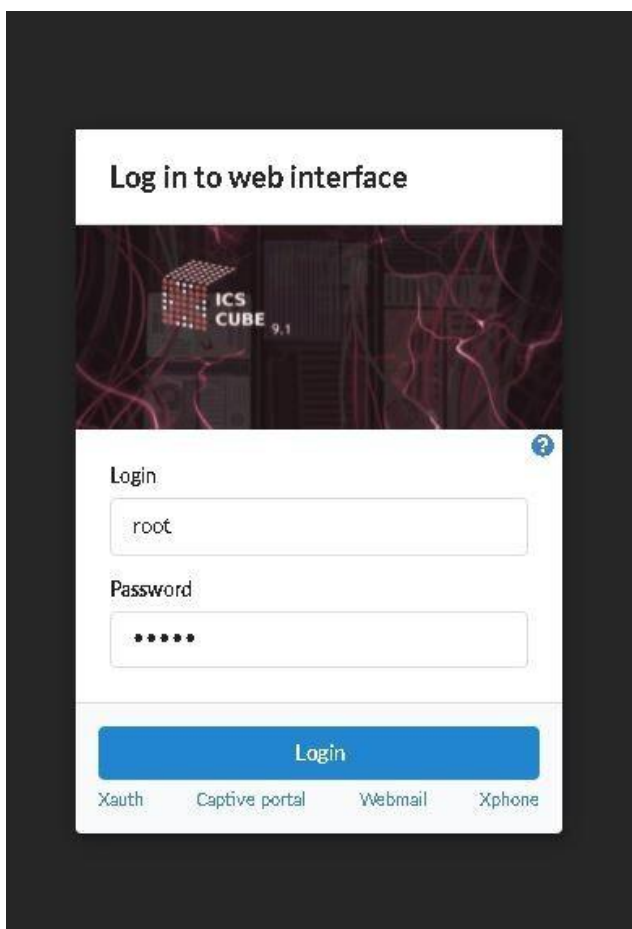 Log in to web interface
ICS
CUBE 9.1
?
Login
root
Password
•••••
Login
Xauth Captive portal Webmail Xphone